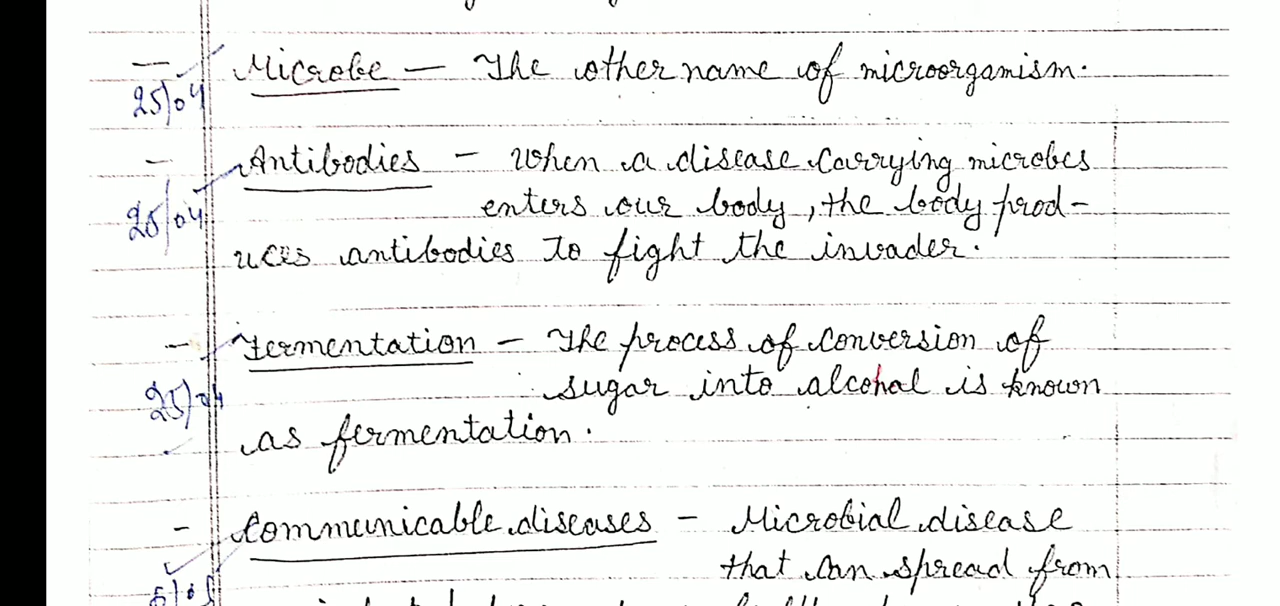 — 25/04 Microbe — The other name of microorganism.
— 25/04 Antibodies — When a disease carrying microbes
enters our body, the body prod-
uces antibodies to fight the invader.
— 25/04 Fermentation — The process of conversion of
sugar into alcohal is known
as fermentation.
— Communicable diseases — Microbial disease
that can spread from